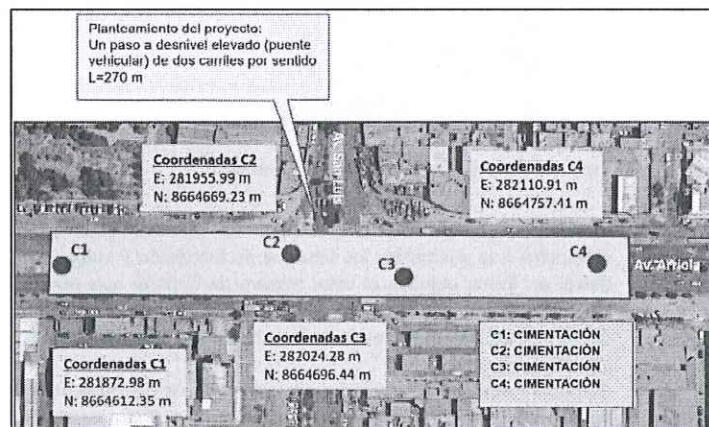 Planteamiento del proyecto:
Un paso a desnivel elevado (puente
vehicular) de dos carriles por sentido
L=270 m
Coordenadas C2
E: 281955.99 m
N: 8664669.23 m
Coordenadas C4
E: 282110.91 m
N: 8664757.41 m
C1
C2
C3
C4
Av. Arriola
Coordenadas C1
E: 281872.98 m
N: 8664612.35 m
Coordenadas C3
E: 282024.28 m
N: 8664696.44 m
C1: CIMENTACIÓN
C2: CIMENTACIÓN
C3: CIMENTACIÓN
C4: CIMENTACIÓN